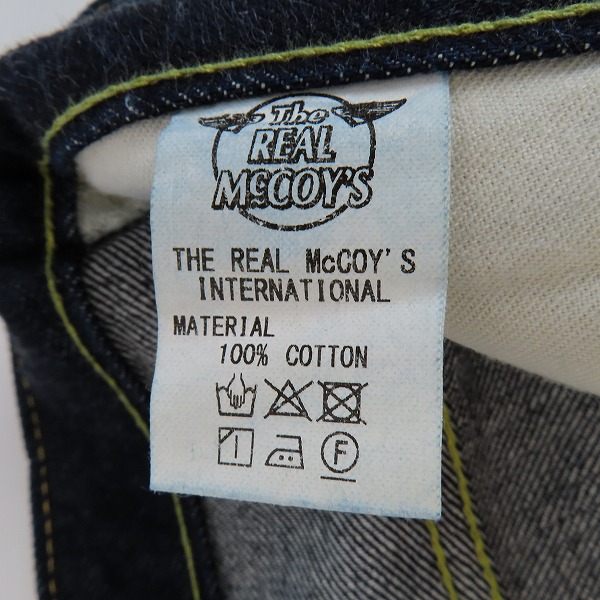 The
REAL
McCOY'S
THE REAL McCOY'S
INTERNATIONAL
MATERIAL
100% COTTON
F